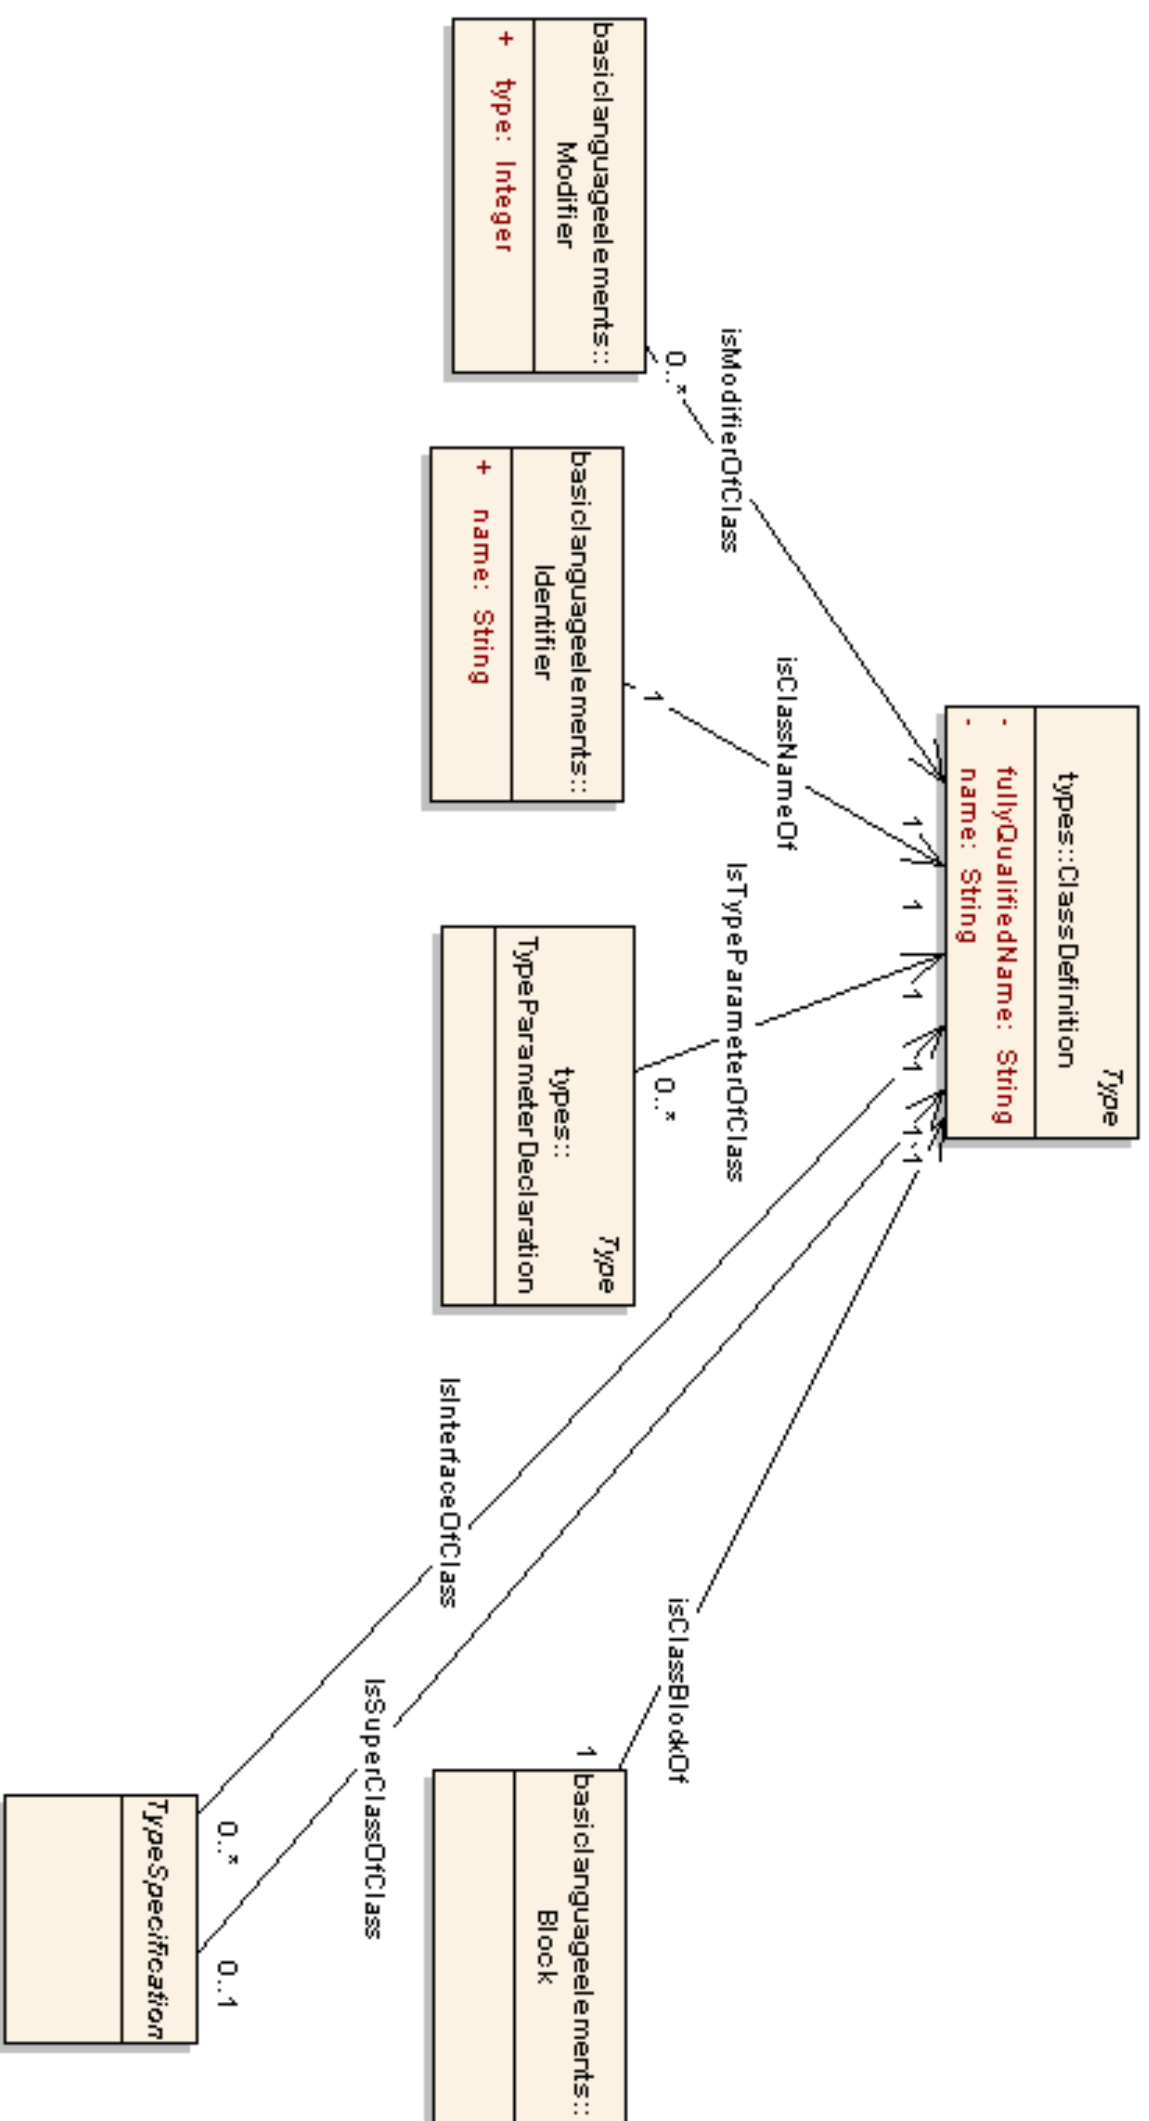 Type
types::ClassDefinition
- fullyQualifiedName: String
- name: String
1
1
1
1
1
1
isModifierOfClass
isClassNameOf
IsTypeParameterOfClass
isClassBlockOf
0..*
1
0..*
1
basiclanguageelements::
Modifier
+ type: Integer
basiclanguageelements::
Identifier
+ name: String
Type
types::
TypeParameterDeclaration
basiclanguageelements::
Block
IsInterfaceOfClass
IsSuperClassOfClass
0..*
0..1
TypeSpecification